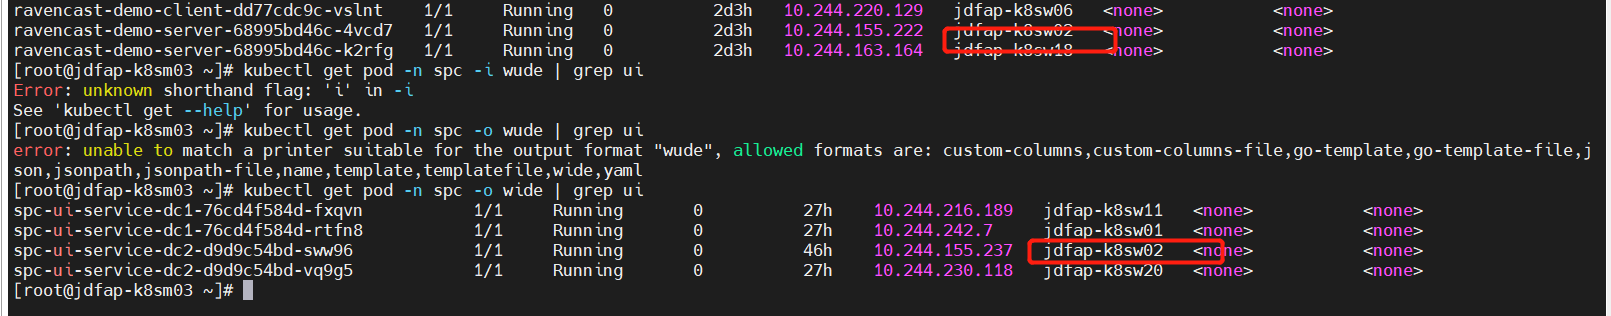 ravencast-demo-client-dd77cdc9c-vslnt 1/1 Running 0 2d3h 10.244.220.129 jdfap-k8sw06 <none> <none>
ravencast-demo-server-68995bd46c-4vcd7 1/1 Running 0 2d3h 10.244.155.222 jdfap-k8sw02 <none> <none>
ravencast-demo-server-68995bd46c-k2rfg 1/1 Running 0 2d3h 10.244.163.164 jdfap-k8sw18 <none> <none>
[root@jdfap-k8sm03 ~]# kubectl get pod -n spc -i wude | grep ui
Error: unknown shorthand flag: 'i' in -i
See 'kubectl get --help' for usage.
[root@jdfap-k8sm03 ~]# kubectl get pod -n spc -o wude | grep ui
error: unable to match a printer suitable for the output format "wude", allowed formats are: custom-columns,custom-columns-file,go-template,go-template-file,j
son,jsonpath,jsonpath-file,name,template,templatefile,wide,yaml
[root@jdfap-k8sm03 ~]# kubectl get pod -n spc -o wide | grep ui
spc-ui-service-dc1-76cd4f584d-fxqvn 1/1 Running 0 27h 10.244.216.189 jdfap-k8sw11 <none> <none>
spc-ui-service-dc1-76cd4f584d-rtfn8 1/1 Running 0 27h 10.244.242.7 jdfap-k8sw01 <none> <none>
spc-ui-service-dc2-d9d9c54bd-sww96 1/1 Running 0 46h 10.244.155.237 jdfap-k8sw02 <none> <none>
spc-ui-service-dc2-d9d9c54bd-vq9g5 1/1 Running 0 27h 10.244.230.118 jdfap-k8sw20 <none> <none>
[root@jdfap-k8sm03 ~]#